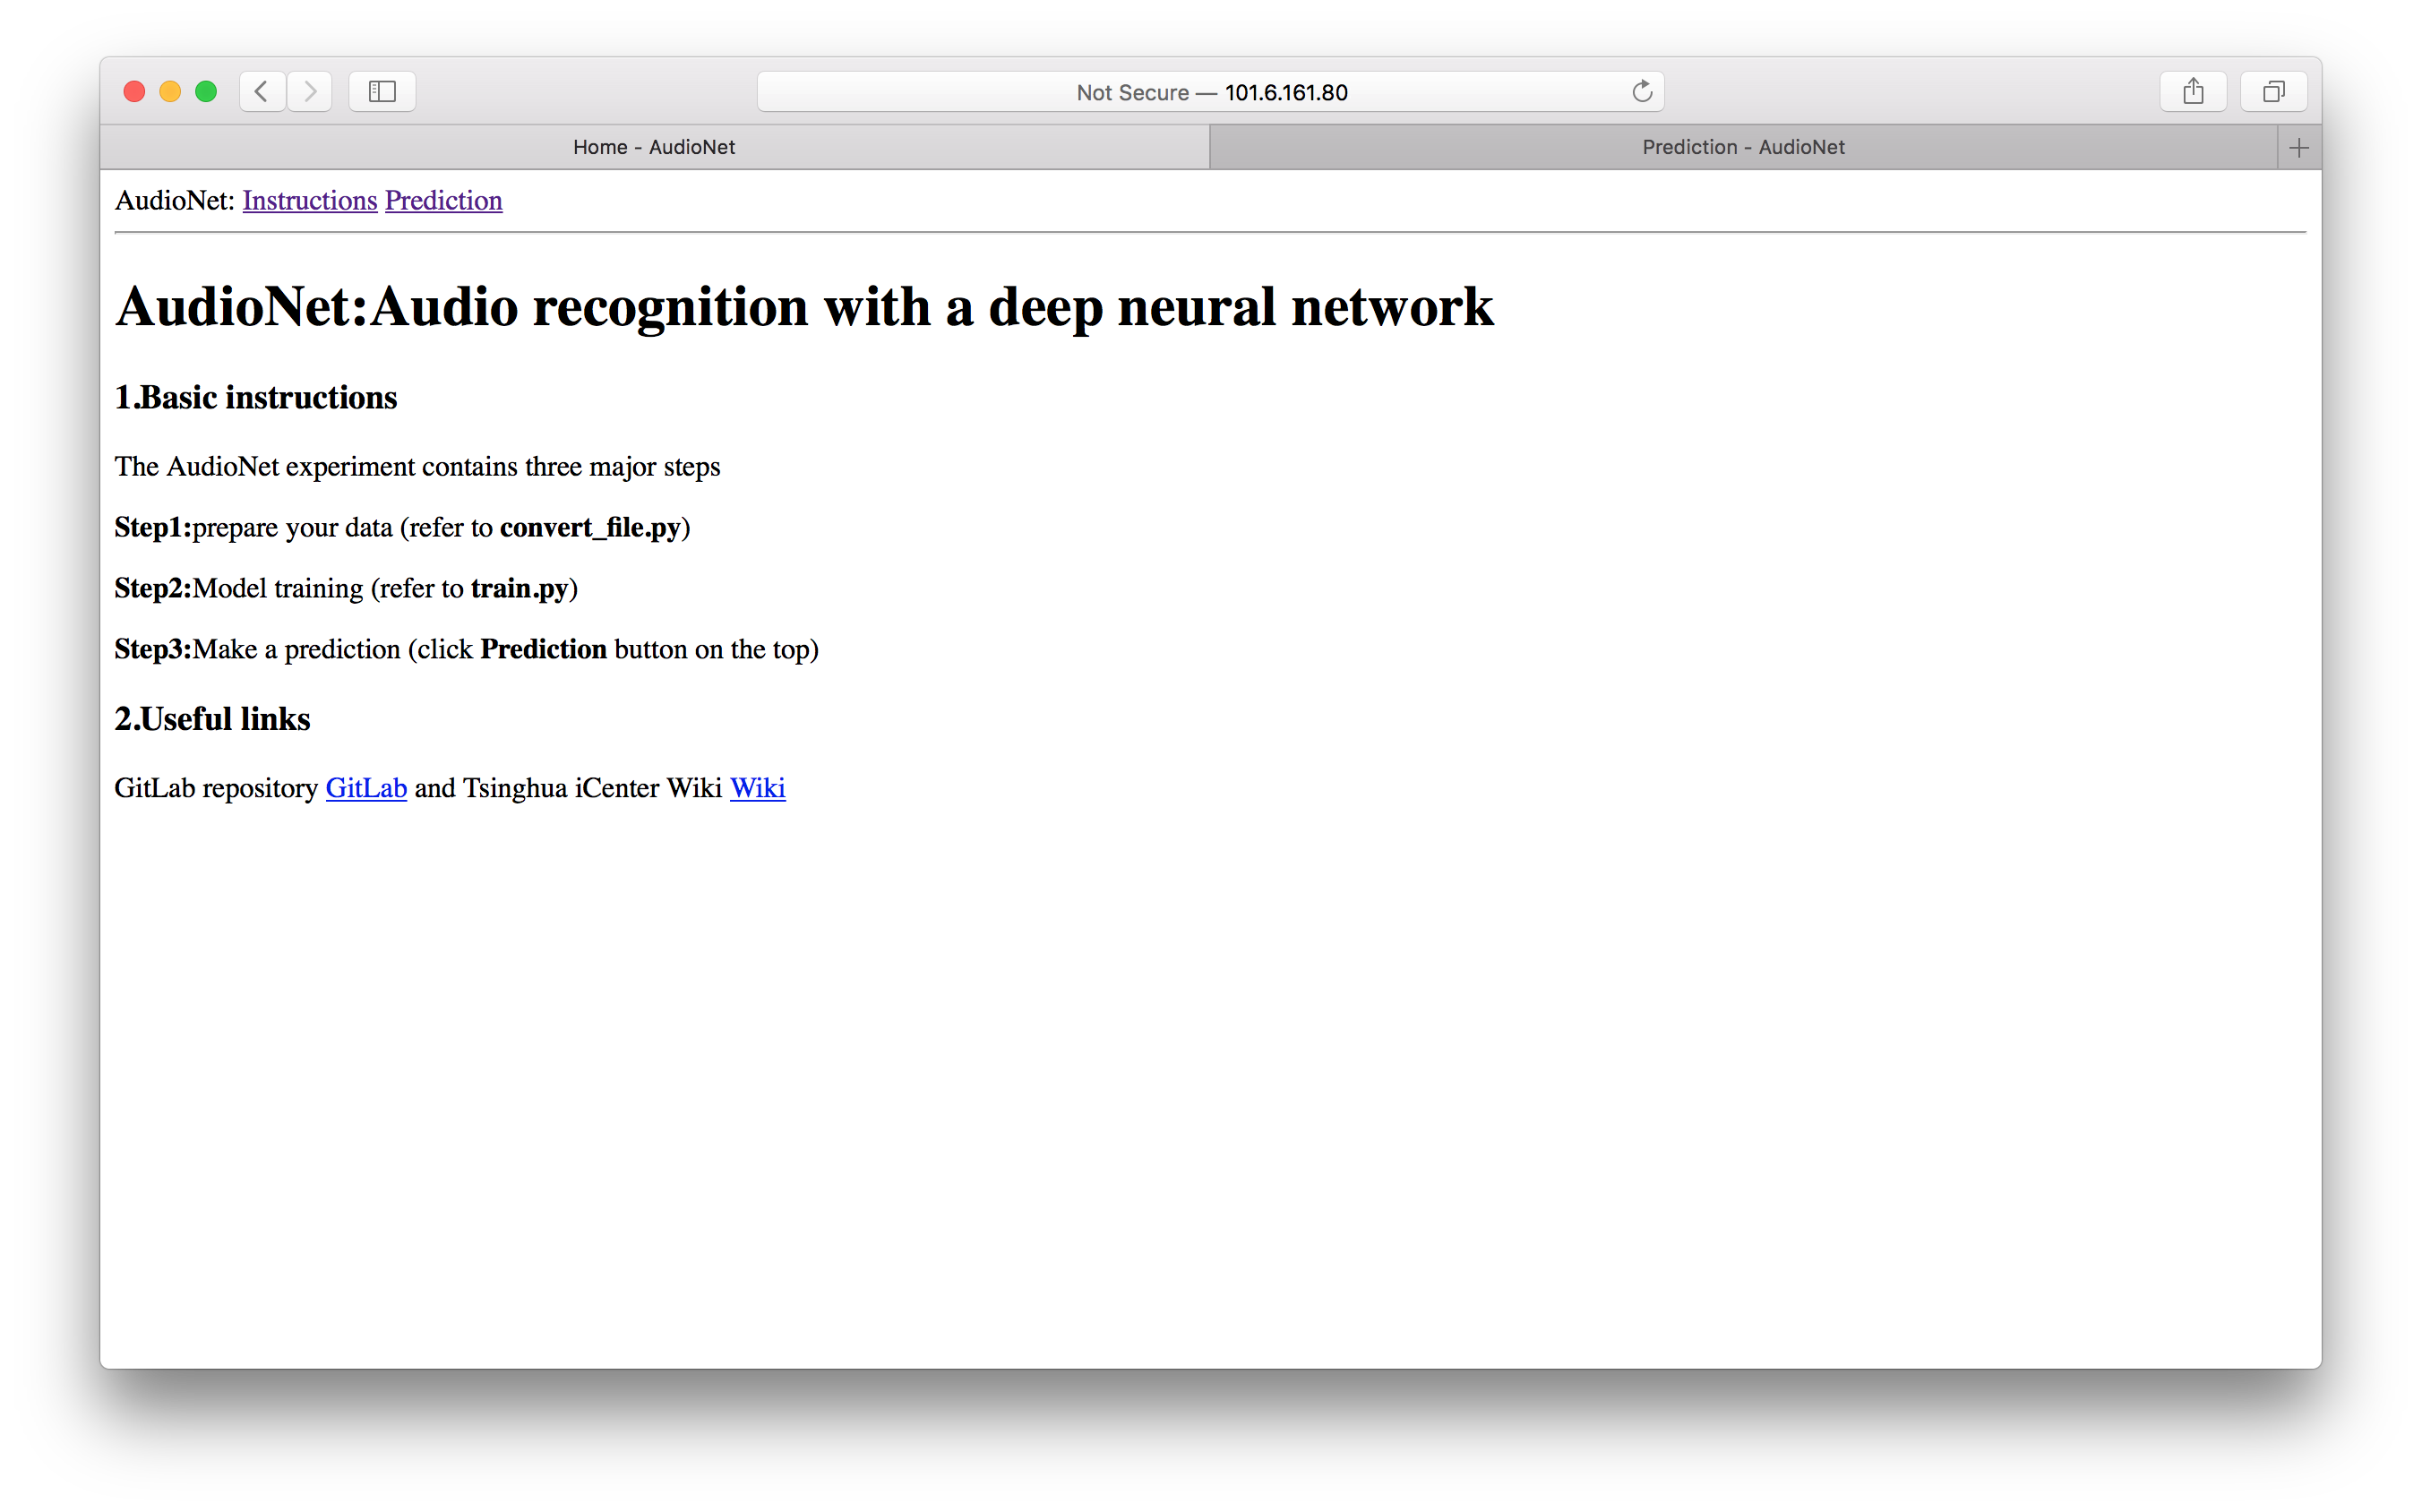 Not Secure — 101.6.161.80
Home - AudioNet
Prediction - AudioNet
AudioNet: Instructions Prediction
AudioNet:Audio recognition with a deep neural network
1.Basic instructions
The AudioNet experiment contains three major steps
Step1:prepare your data (refer to convert_file.py)
Step2:Model training (refer to train.py)
Step3:Make a prediction (click Prediction button on the top)
2.Useful links
GitLab repository GitLab and Tsinghua iCenter Wiki Wiki